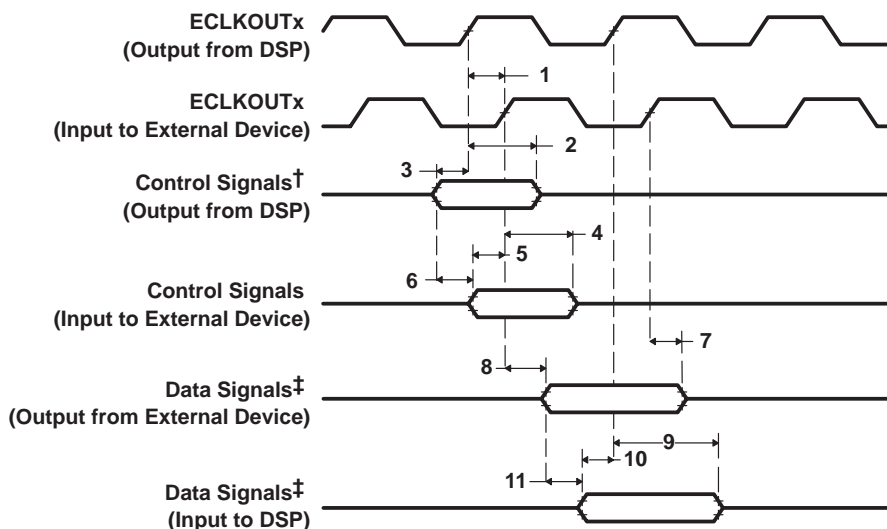 ECLKOUTx
(Output from DSP)
1
ECLKOUTx
(Input to External Device)
2
3
Control Signals†
(Output from DSP)
4
5
6
Control Signals
(Input to External Device)
7
8
Data Signals‡
(Output from External Device)
9
10
11
Data Signals‡
(Input to DSP)